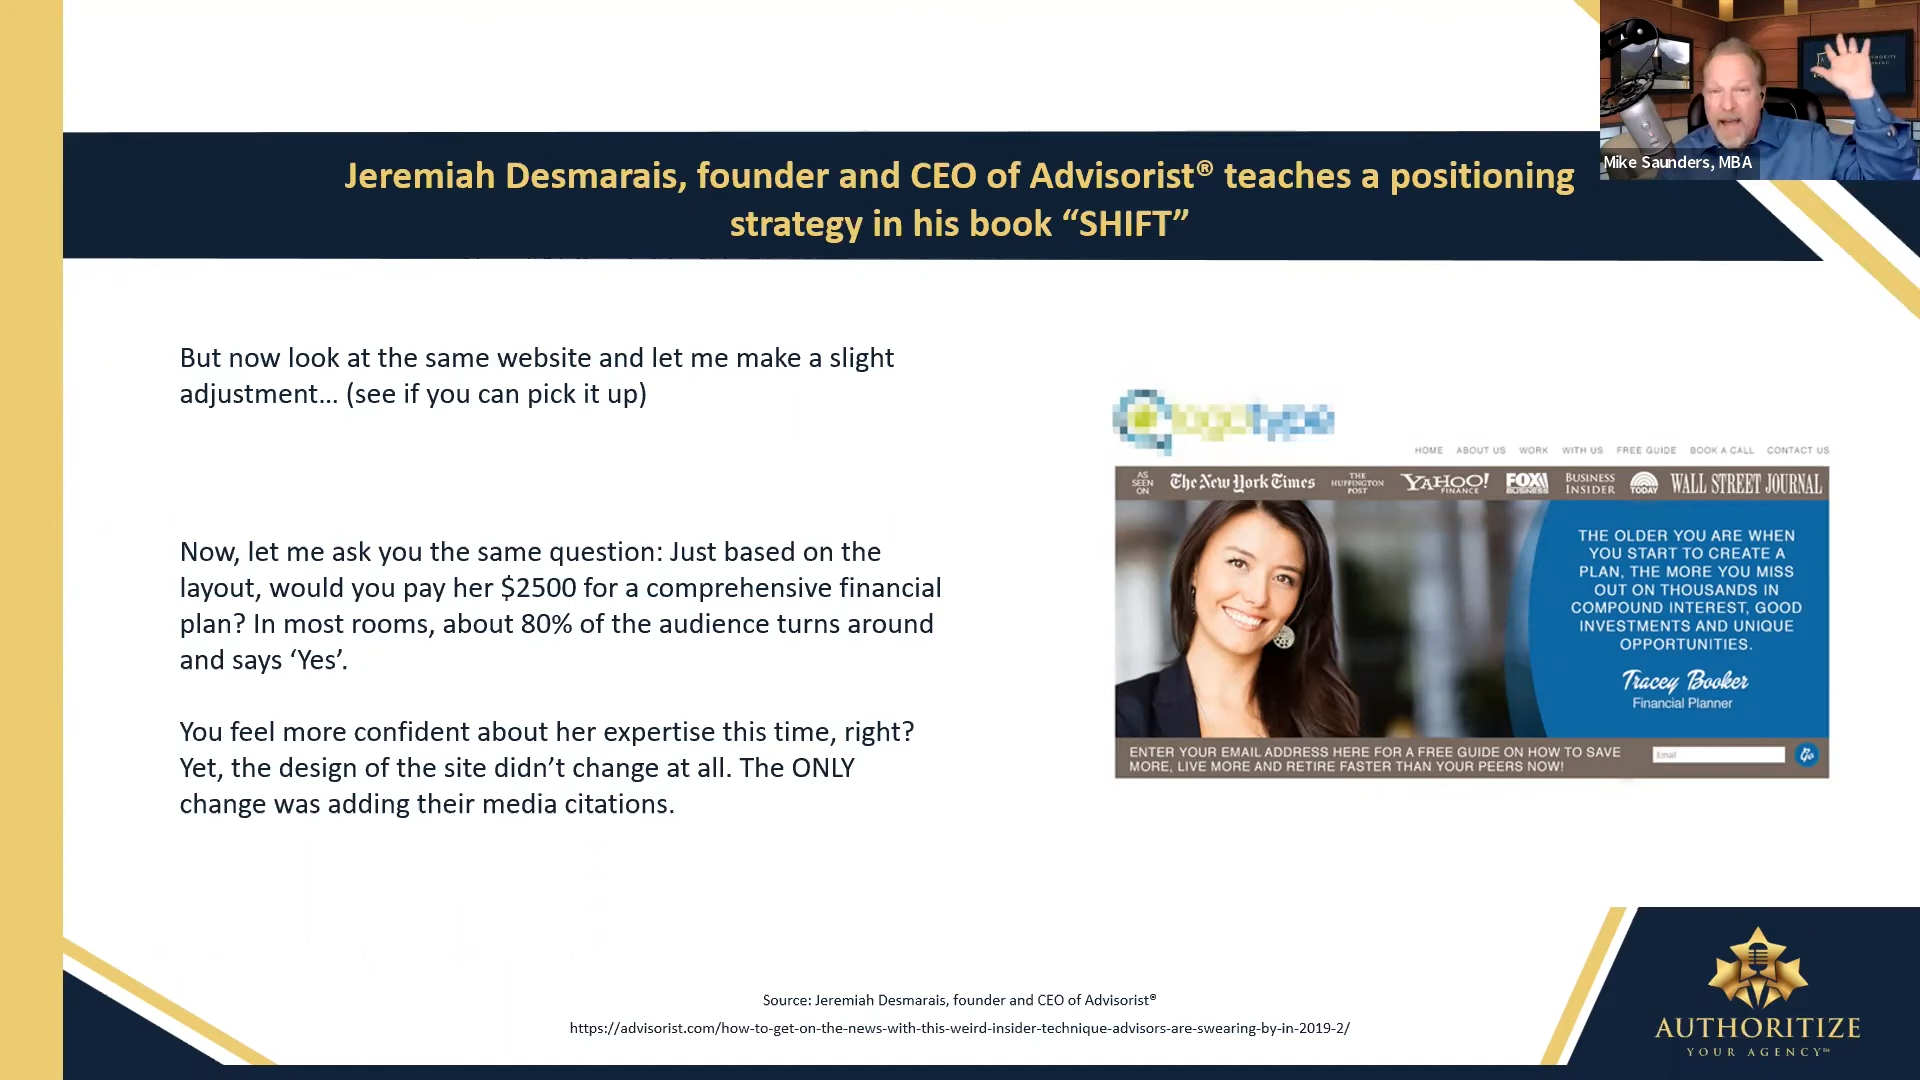 Mike Saunders, MBA
Jeremiah Desmarais, founder and CEO of Advisorist® teaches a positioning
strategy in his book “SHIFT”
But now look at the same website and let me make a slight
adjustment… (see if you can pick it up)
Now, let me ask you the same question: Just based on the
layout, would you pay her $2500 for a comprehensive financial
plan? In most rooms, about 80% of the audience turns around
and says ‘Yes’.
You feel more confident about her expertise this time, right?
Yet, the design of the site didn’t change at all. The ONLY
change was adding their media citations.
logotype
HOME ABOUT US WORK WITH US FREE GUIDE BOOK A CALL CONTACT US
AS
SEEN
ON
The New York Times
THE
HUFFINGTON
POST
YAHOO!
FINANCE
FOX
BUSINESS
BUSINESS
INSIDER
TODAY
WALL STREET JOURNAL
THE OLDER YOU ARE WHEN
YOU START TO CREATE A
PLAN, THE MORE YOU MISS
OUT ON THOUSANDS IN
COMPOUND INTEREST, GOOD
INVESTMENTS AND UNIQUE
OPPORTUNITIES.
Tracey Booker
Financial Planner
ENTER YOUR EMAIL ADDRESS HERE FOR A FREE GUIDE ON HOW TO SAVE
MORE, LIVE MORE AND RETIRE FASTER THAN YOUR PEERS NOW!
Email
Go
Source: Jeremiah Desmarais, founder and CEO of Advisorist®
https://advisorist.com/how-to-get-on-the-news-with-this-weird-insider-technique-advisors-are-swearing-by-in-2019-2/
AUTHORITIZE
YOUR AGENCY™